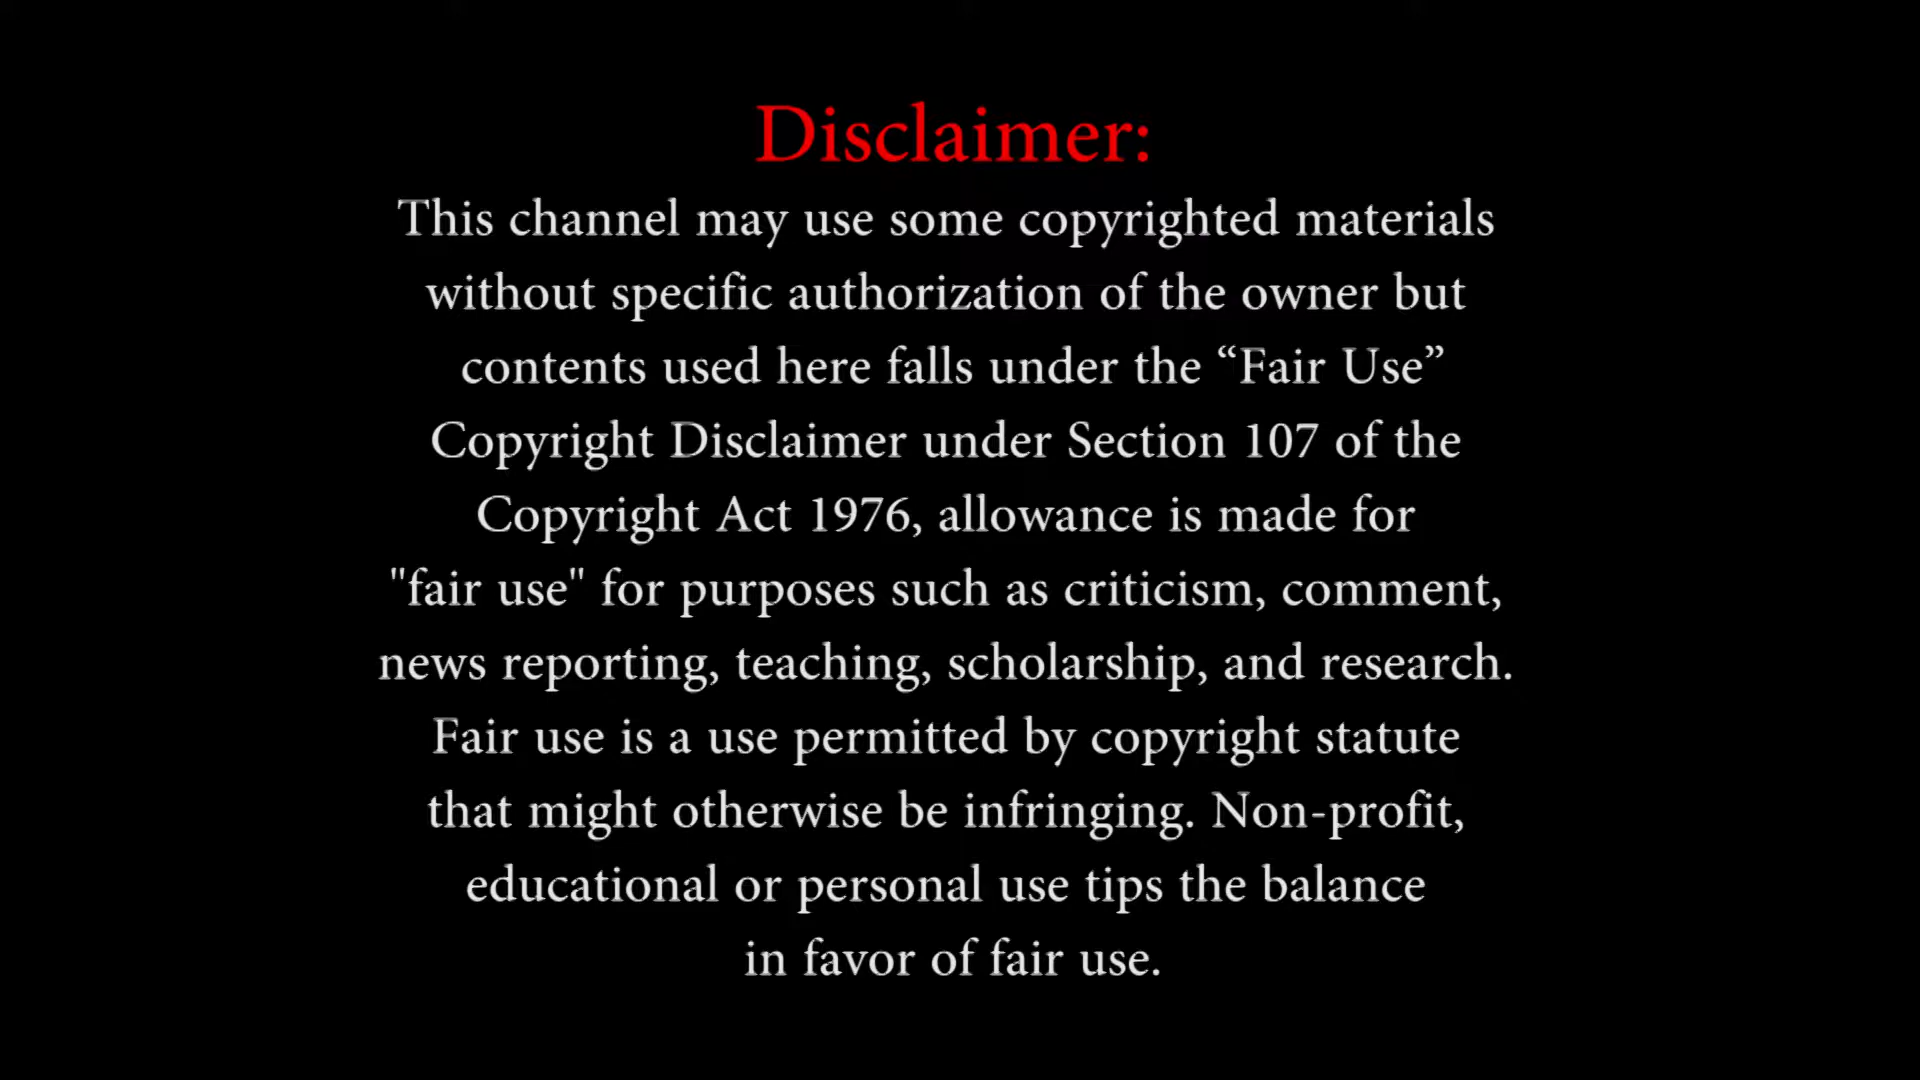 Disclaimer:
This channel may use some copyrighted materials
without specific authorization of the owner but
contents used here falls under the “Fair Use”
Copyright Disclaimer under Section 107 of the
Copyright Act 1976, allowance is made for
"fair use" for purposes such as criticism, comment,
news reporting, teaching, scholarship, and research.
Fair use is a use permitted by copyright statute
that might otherwise be infringing. Non-profit,
educational or personal use tips the balance
in favor of fair use.